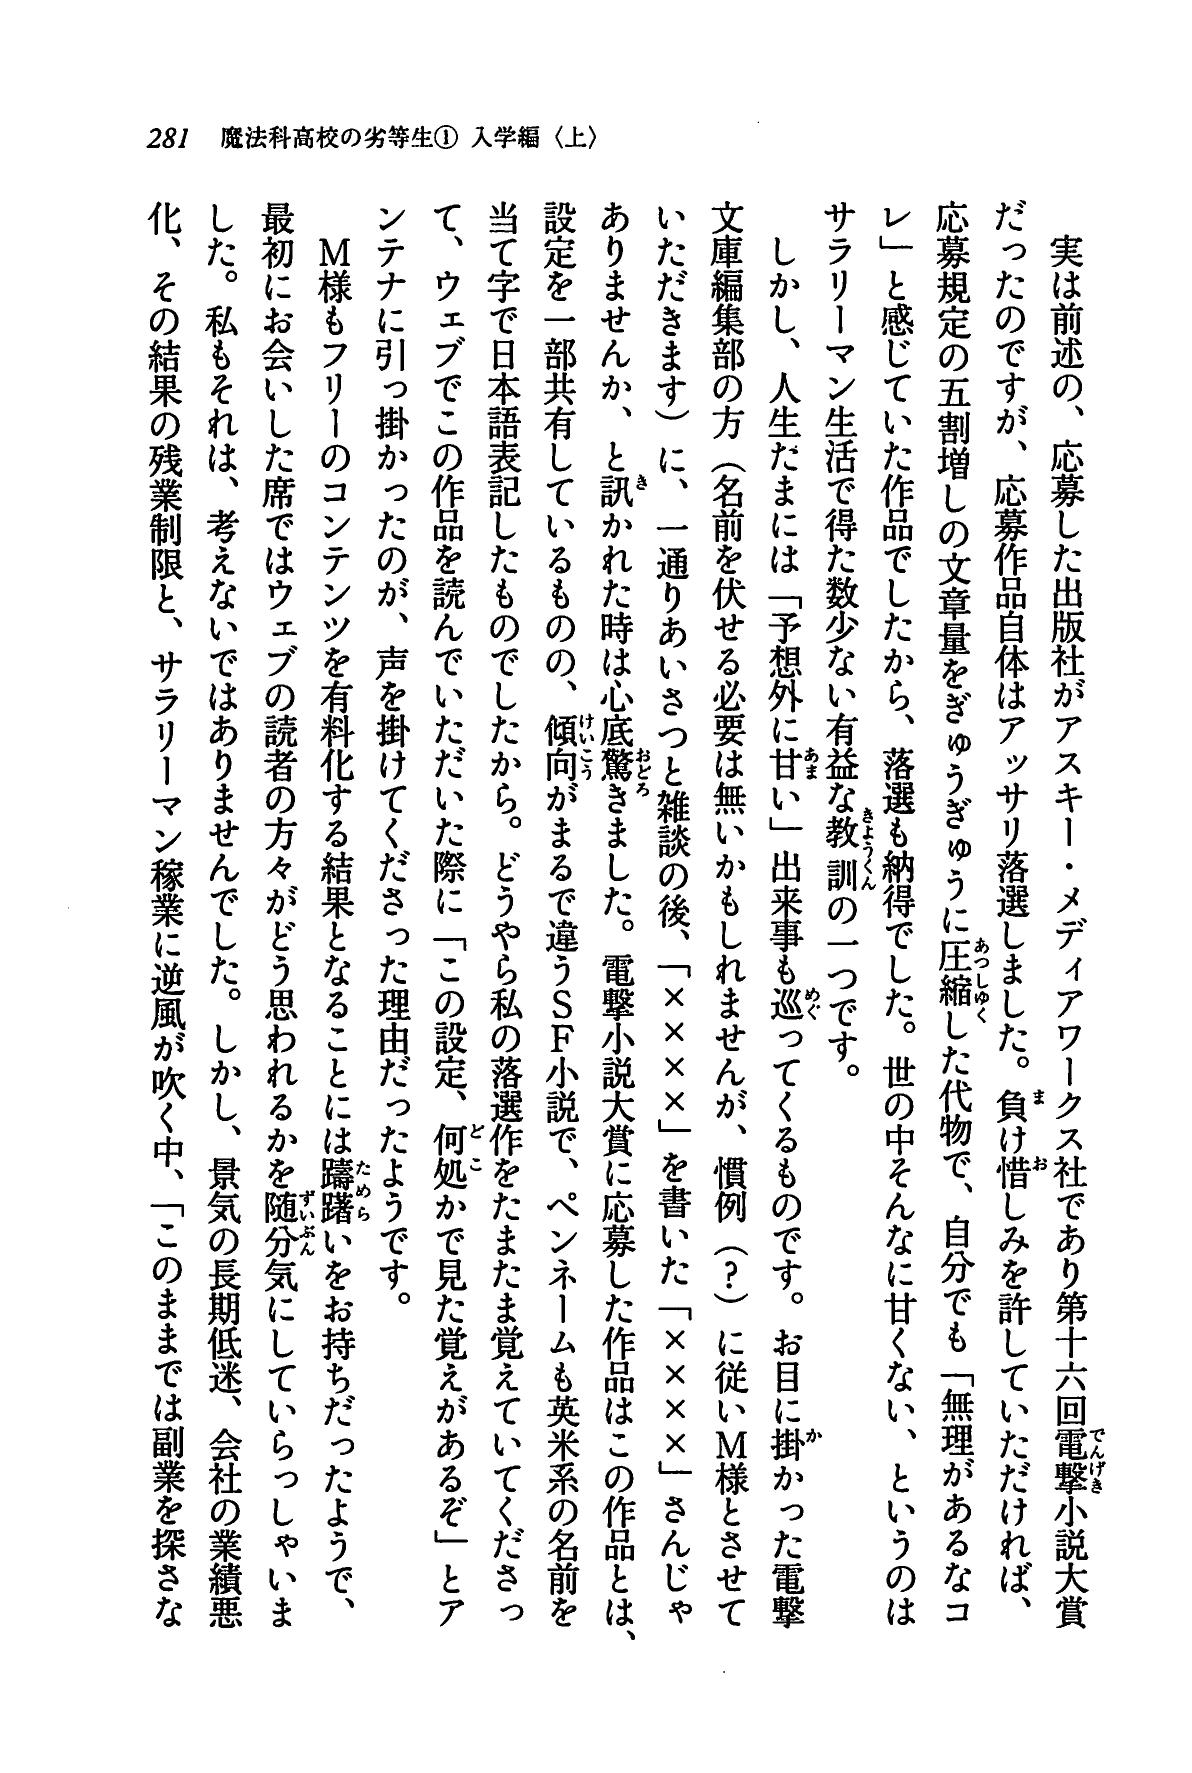 281 魔法科高校の劣等生① 入学編〈上〉
実は前述の、応募した出版社がアスキー・メディアワークス社であり第十六回電撃小説大賞
だったのですが、応募作品自体はアッサリ落選しました。負け惜しみを許していただければ、
応募規定の五割増しの文章量をぎゅうぎゅうに圧縮した代物で、自分でも「無理があるなコ
レ」と感じていた作品でしたから、落選も納得でした。世の中そんなに甘くない、というのは
サラリーマン生活で得た数少ない有益な教訓の一つです。
しかし、人生だまには「予想外に甘い」出来事も巡ってくるものです。お目に掛かった電撃
文庫編集部の方（名前を伏せる必要は無いかもしれませんが、慣例（？）に従いＭ様とさせて
いただきます）に、一通りあいさつと雑談の後、「××××」を書いた「××××」さんじゃ
ありませんか、と訊かれた時は心底驚きました。電撃小説大賞に応募した作品はこの作品とは、
設定を一部共有しているものの、傾向がまるで違うＳＦ小説で、ペンネームも英米系の名前を
当て字で日本語表記したものでしたから。どうやら私の落選作をたまたま覚えていてくださっ
て、ウェブでこの作品を読んでいただいた際に「この設定、何処かで見た覚えがあるぞ」とア
ンテナに引っ掛かったのが、声を掛けてくださった理由だったようです。
Ｍ様もフリーのコンテンツを有料化する結果となることには躊躇いをお持ちだったようで、
最初にお会いした席ではウェブの読者の方々がどう思われるかを随分気にしていらっしゃいま
した。私もそれは、考えないではありませんでした。しかし、景気の長期低迷、会社の業績悪
化、その結果の残業制限と、サラリーマン稼業に逆風が吹く中、「このままでは副業を探さな